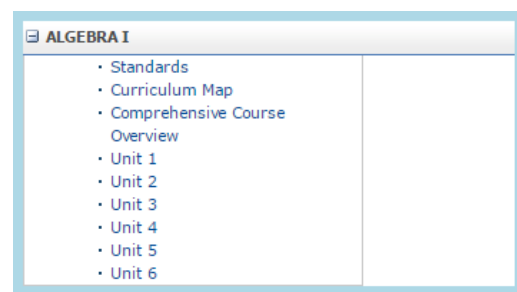 ALGEBRA I
· Standards
· Curriculum Map
· Comprehensive Course
Overview
· Unit 1
· Unit 2
· Unit 3
· Unit 4
· Unit 5
· Unit 6